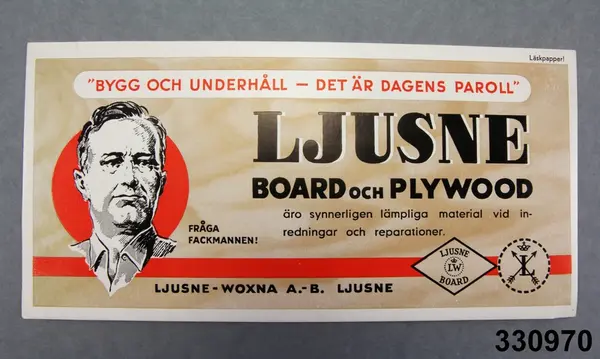 Läskpapper!
"BYGG OCH UNDERHÅLL — DET ÄR DAGENS PAROLL"
LJUSNE
BOARD OCH PLYWOOD
äro synnerligen lämpliga material vid in-
redningar och reparationer.
FRÅGA
FACKMANNEN!
LJUSNE
LW
BOARD
L
LJUSNE-WOXNA A.-B. LJUSNE
330970